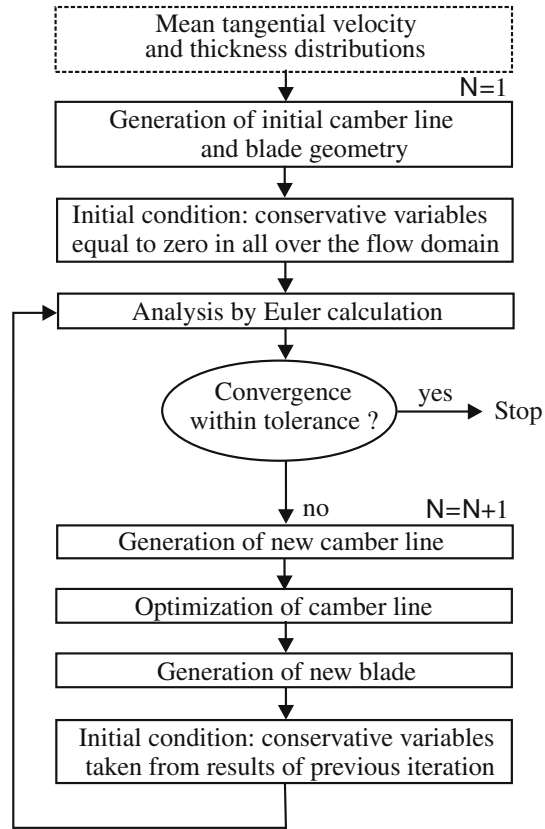 Mean tangential velocity
and thickness distributions
N=1
Generation of initial camber line
and blade geometry
Initial condition: conservative variables
equal to zero in all over the flow domain
Analysis by Euler calculation
Convergence
within tolerance ?
yes
Stop
no
N=N+1
Generation of new camber line
Optimization of camber line
Generation of new blade
Initial condition: conservative variables
taken from results of previous iteration